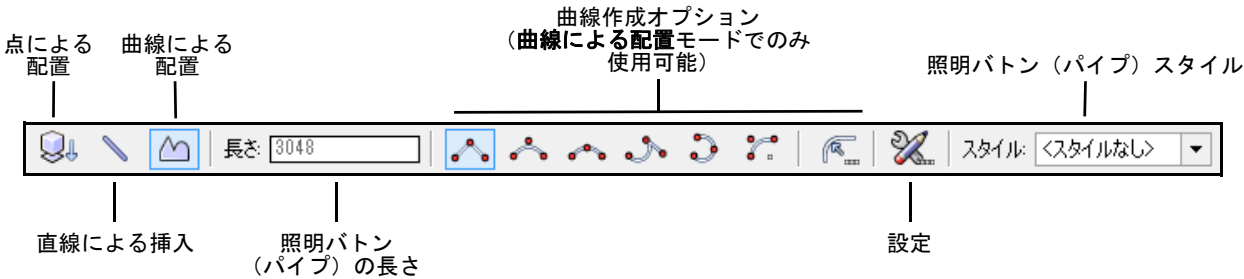 曲線作成オプション
(曲線による配置モードでのみ
使用可能)
点による
配置
曲線による
配置
照明バトン(パイプ)スタイル
長さ: 3048
スタイル: <スタイルなし>
直線による挿入
照明バトン
(パイプ)の長さ
設定